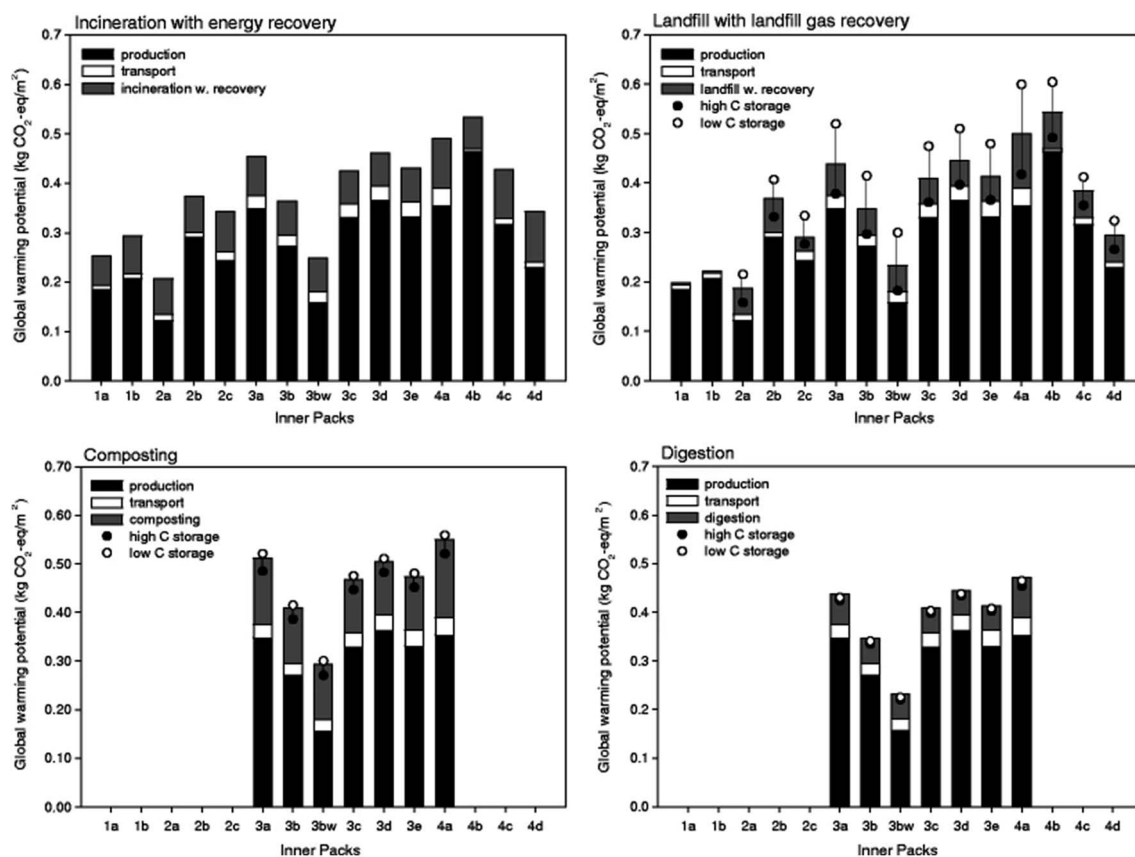 Incineration with energy recovery
0.7
0.6
0.5
0.4
0.3
0.2
0.1
0.0
Global warming potential (kg CO₂-eq/m²)
production
transport
incineration w. recovery
1a 1b 2a 2b 2c 3a 3b 3bw 3c 3d 3e 4a 4b 4c 4d
Inner Packs
Landfill with landfill gas recovery
0.7
0.6
0.5
0.4
0.3
0.2
0.1
0.0
Global warming potential (kg CO₂-eq/m²)
production
transport
landfill w. recovery
high C storage
low C storage
1a 1b 2a 2b 2c 3a 3b 3bw 3c 3d 3e 4a 4b 4c 4d
Inner Packs
Composting
0.70
0.60
0.50
0.40
0.30
0.20
0.10
0.00
Global warming potential (kg CO₂-eq/m²)
production
transport
composting
high C storage
low C storage
1a 1b 2a 2b 2c 3a 3b 3bw 3c 3d 3e 4a 4b 4c 4d
Inner Packs
Digestion
0.7
0.6
0.5
0.4
0.3
0.2
0.1
0.0
Global warming potential (kg CO₂-eq/m²)
production
transport
digestion
high C storage
low C storage
1a 1b 2a 2b 2c 3a 3b 3bw 3c 3d 3e 4a 4b 4c 4d
Inner Packs